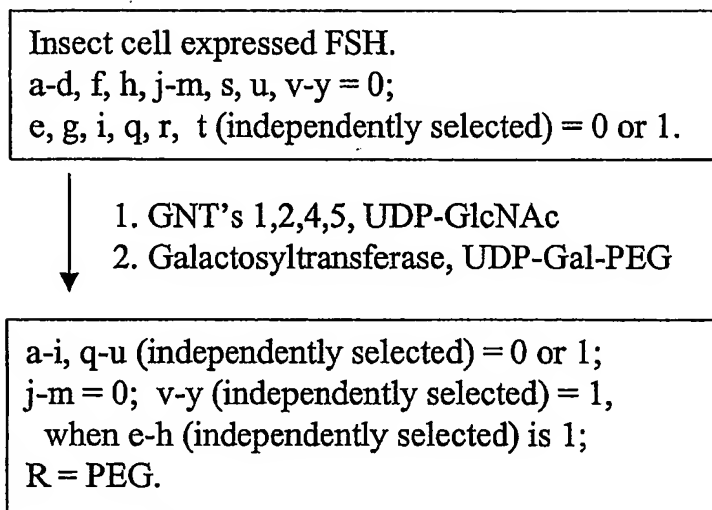 Insect cell expressed FSH.
a-d, f, h, j-m, s, u, v-y = 0;
e, g, i, q, r, t (independently selected) = 0 or 1.
1. GNT's 1,2,4,5, UDP-GlcNAc
2. Galactosyltransferase, UDP-Gal-PEG
a-i, q-u (independently selected) = 0 or 1;
j-m = 0; v-y (independently selected) = 1,
when e-h (independently selected) is 1;
R = PEG.